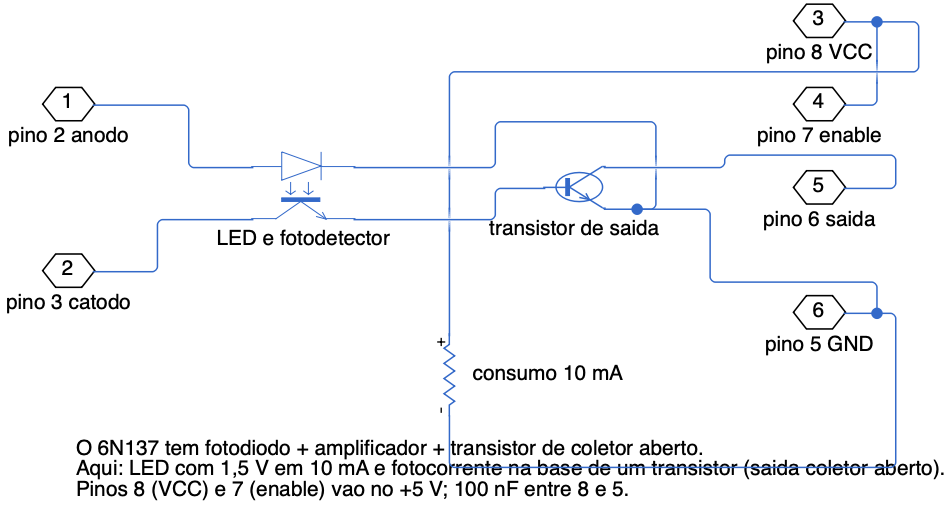 3
pino 8 VCC
1
pino 2 anodo
4
pino 7 enable
5
pino 6 saida
LED e fotodetector
transistor de saida
2
pino 3 catodo
6
pino 5 GND
+
consumo 10 mA
-
O 6N137 tem fotodiodo + amplificador + transistor de coletor aberto.
Aqui: LED com 1,5 V em 10 mA e fotocorrente na base de um transistor (saida coletor aberto).
Pinos 8 (VCC) e 7 (enable) vao no +5 V; 100 nF entre 8 e 5.